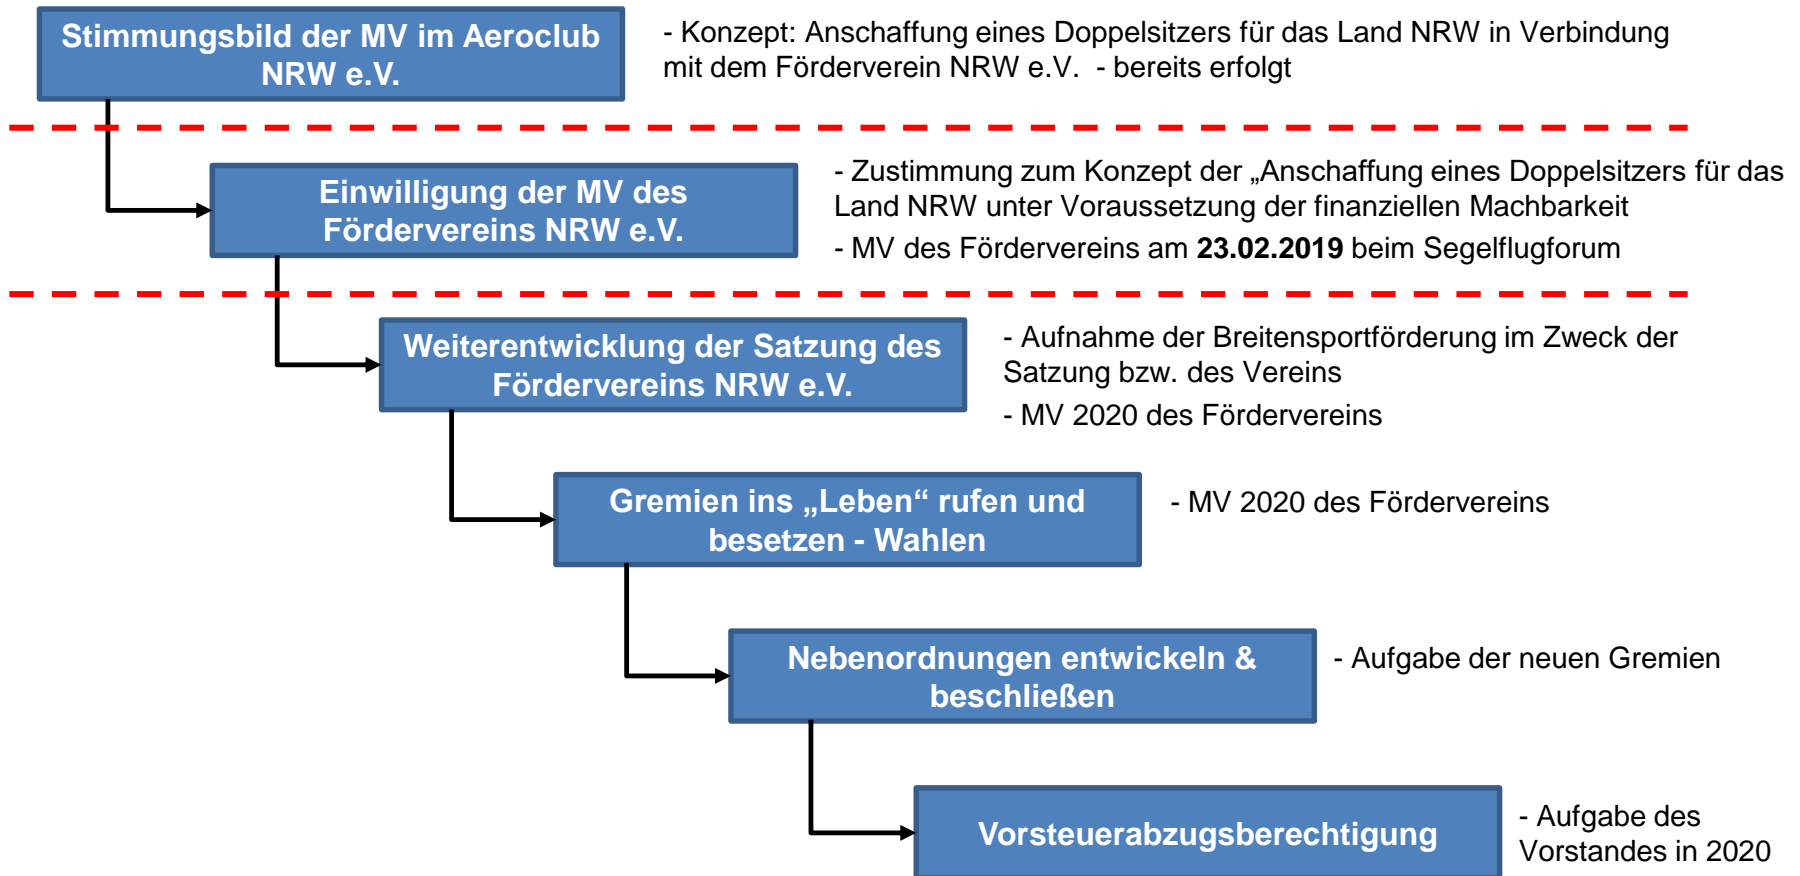 Stimmungsbild der MV im Aeroclub
NRW e.V.
- Konzept: Anschaffung eines Doppelsitzers für das Land NRW in Verbindung
mit dem Förderverein NRW e.V.  - bereits erfolgt
Einwilligung der MV des
Fördervereins NRW e.V.
- Zustimmung zum Konzept der „Anschaffung eines Doppelsitzers für das
Land NRW unter Voraussetzung der finanziellen Machbarkeit
- MV des Fördervereins am 23.02.2019 beim Segelflugforum
Weiterentwicklung der Satzung des
Fördervereins NRW e.V.
- Aufnahme der Breitensportförderung im Zweck der
Satzung bzw. des Vereins
- MV 2020 des Fördervereins
Gremien ins „Leben“ rufen und
besetzen - Wahlen
- MV 2020 des Fördervereins
Nebenordnungen entwickeln &
beschließen
- Aufgabe der neuen Gremien
Vorsteuerabzugsberechtigung
- Aufgabe des
Vorstandes in 2020